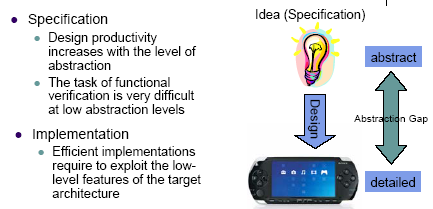 Specification
Design productivity
increases with the level of
abstraction
The task of functional
verification is very difficult
at low abstraction levels
Implementation
Efficient implementations
require to exploit the low-
level features of the target
architecture
Idea (Specification)
Design
abstract
Abstraction Gap
detailed